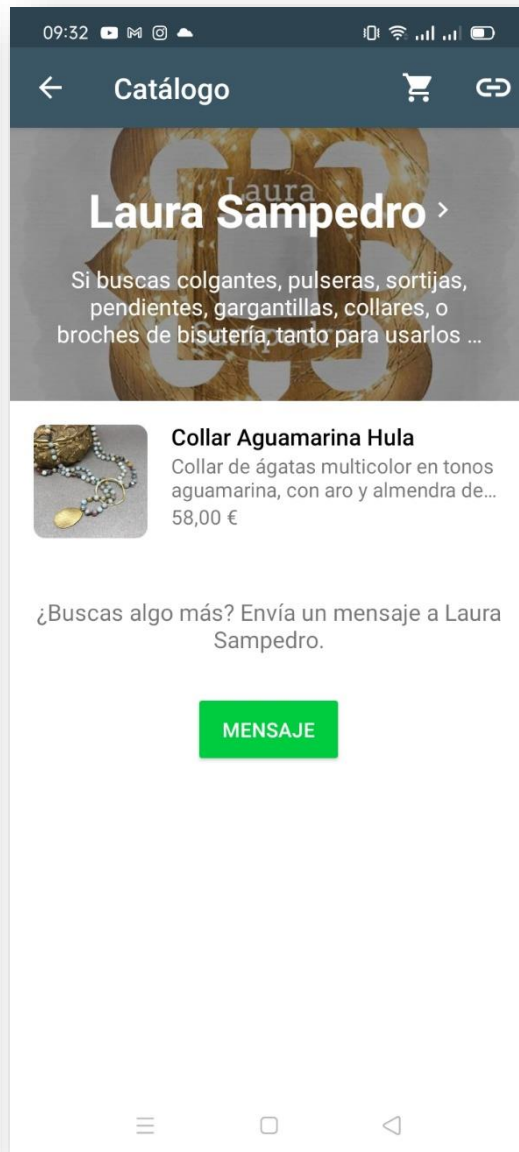 09:32
Catálogo
Laura
Laura Sampedro
Si buscas colgantes, pulseras, sortijas,
pendientes, gargantillas, collares, o
broches de bisutería, tanto para usarlos ...
Collar Aguamarina Hula
Collar de ágatas multicolor en tonos
aguamarina, con aro y almendra de...
58,00 €
¿Buscas algo más? Envía un mensaje a Laura
Sampedro.
MENSAJE